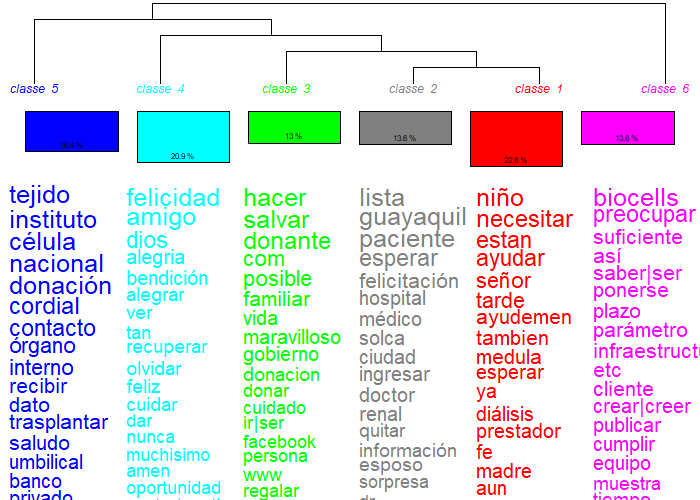 classe 5
tejido
instituto
célula
nacional
donación
cordial
contacto
órgano
interno
recibir
dato
trasplantar
saludo
umbilical
banco
privado
classe 4
20.9 %
felicidad
amigo
dios
alegria
bendición
alegrar
ver
tan
recuperar
olvidar
feliz
cuidar
dar
nunca
muchisimo
amen
oportunidad
classe 3
13 %
hacer
salvar
donante
com
posible
familiar
vida
maravilloso
gobierno
donacion
donar
cuidado
ir|ser
facebook
persona
www
regalar
classe 2
13.6 %
lista
guayaquil
paciente
esperar
felicitación
hospital
médico
solca
ciudad
ingresar
doctor
renal
quitar
información
esposo
sorpresa
dr
classe 1
22.6 %
niño
necesitar
estan
ayudar
señor
tarde
ayudemen
tambien
medula
esperar
ya
diálisis
prestador
fe
madre
aun
classe 6
13.6 %
biocells
preocupar
suficiente
así
saber|ser
ponerse
plazo
parámetro
infraestructu
etc
cliente
crear|creer
publicar
cumplir
equipo
muestra
tiempo